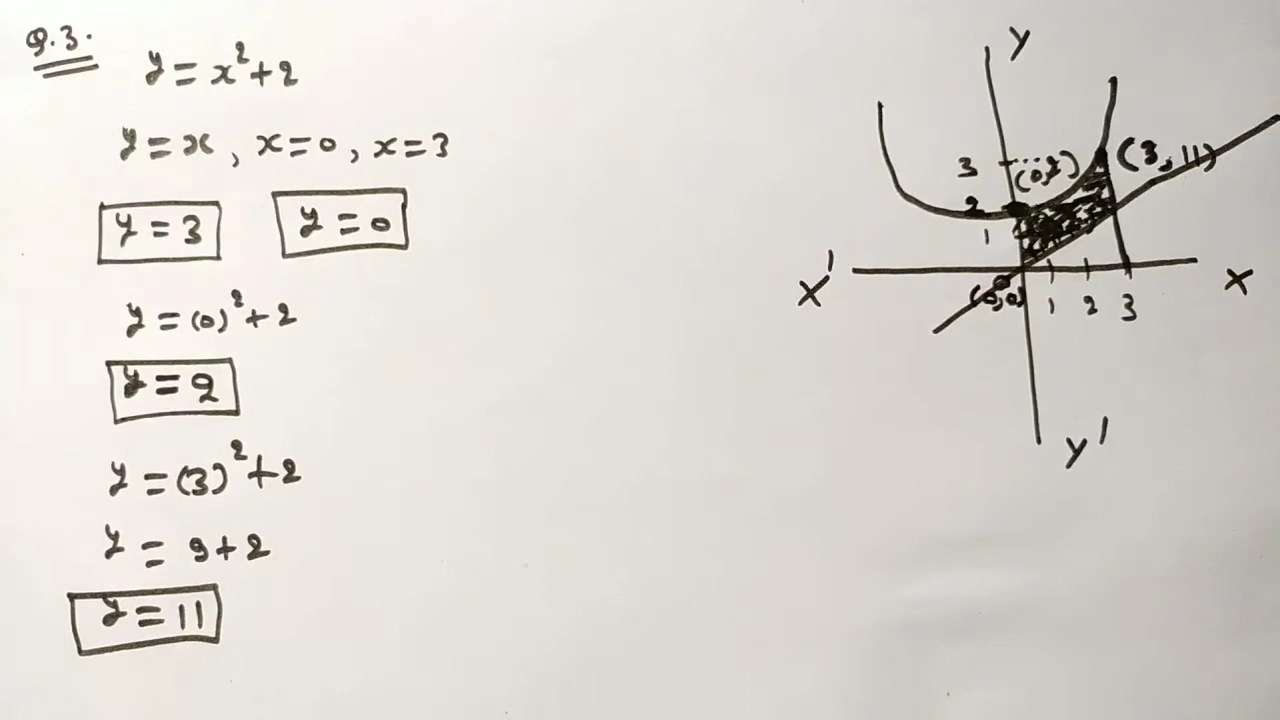 Q.3.
y = x² + 2
y = x, x = 0, x = 3
y = 3 y = 0
y = (0)² + 2
y = 2
y = (3)² + 2
y = 9 + 2
y = 11
Y
3 (0,2) (3, 11)
2
1
X' X
(0,0) 1 2 3
Y'